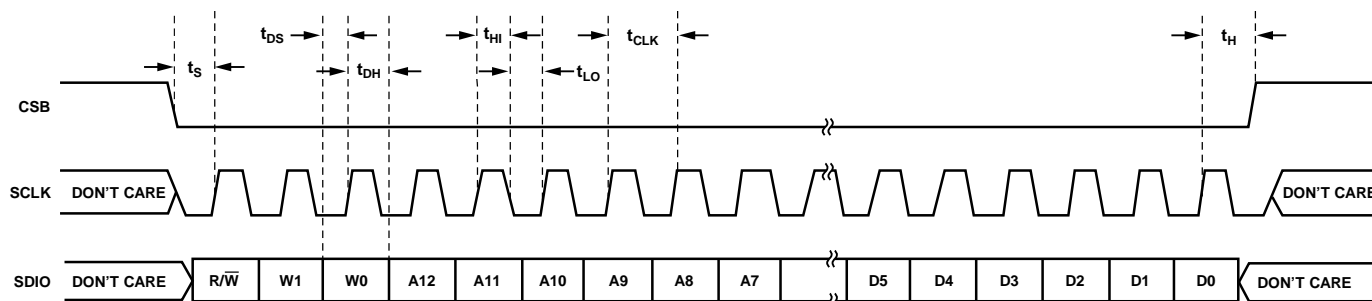 tDS tHI tCLK tH
tS tDH tLO
CSB
SCLK DON'T CARE DON'T CARE
SDIO DON'T CARE R/W̅ W1 W0 A12 A11 A10 A9 A8 A7 D5 D4 D3 D2 D1 D0 DON'T CARE